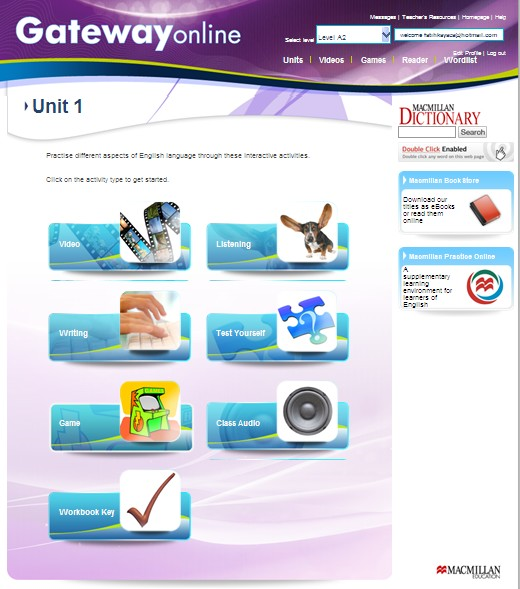 Messages | Teacher's Resources | Homepage | Help
Gatewayonline
Select level Level A2
Edit Profile | Log out
Units | Videos | Games | Reader | Wordlist
Unit 1
Practise different aspects of English language through these interactive activities.
Click on the activity type to get started.
Video
Listening
Writing
Test Yourself
Game
Class Audio
Workbook Key
MACMILLAN
DICTIONARY
Search
Double Click Enabled
Double click any word on this web page
Macmillan Book Store
Download our
titles as eBooks
or read them
online
Macmillan Practice Online
A
supplementary
learning
environment for
learners of
English
MACMILLAN
EDUCATION